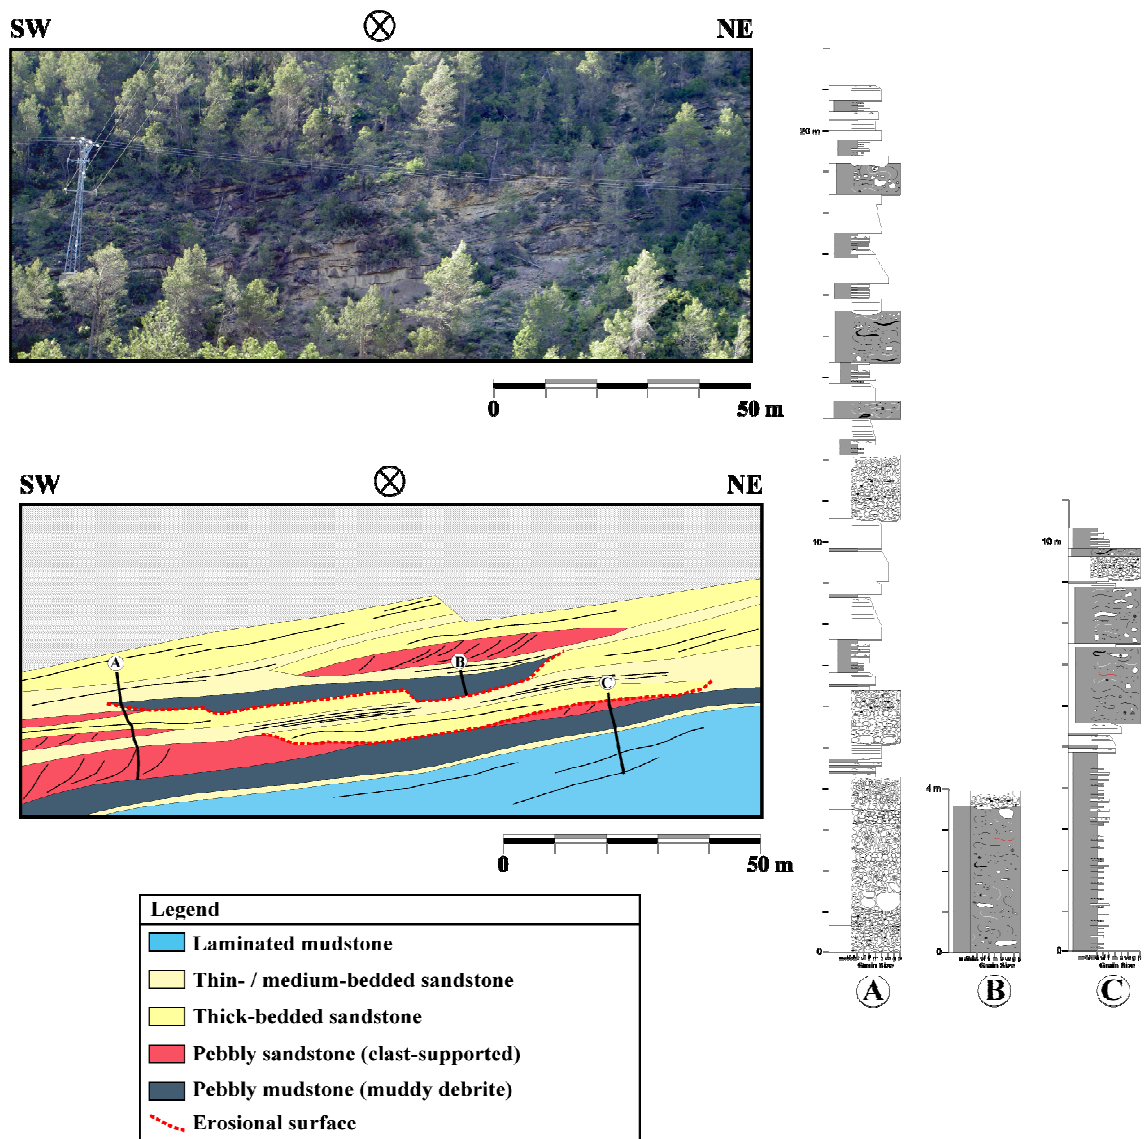 SW NE
0 50 m
SW NE
A
B
C
0 50 m
Legend
Laminated mudstone
Thin- / medium-bedded sandstone
Thick-bedded sandstone
Pebbly sandstone (clast-supported)
Pebbly mudstone (muddy debrite)
Erosional surface
20 m
10
0
Grain Size
A
4 m
0
Grain Size
B
10 m
0
Grain Size
C